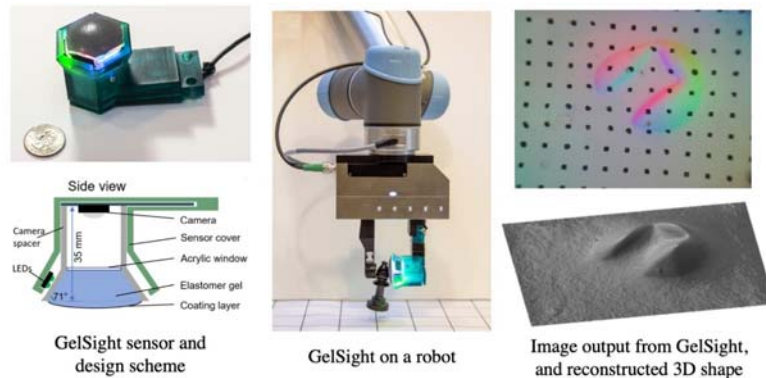 Side view
Camera
Camera
spacer
35 mm
Sensor cover
Acrylic window
LEDs
Elastomer gel
71°
Coating layer
GelSight sensor and
design scheme
GelSight on a robot
Image output from GelSight,
and reconstructed 3D shape